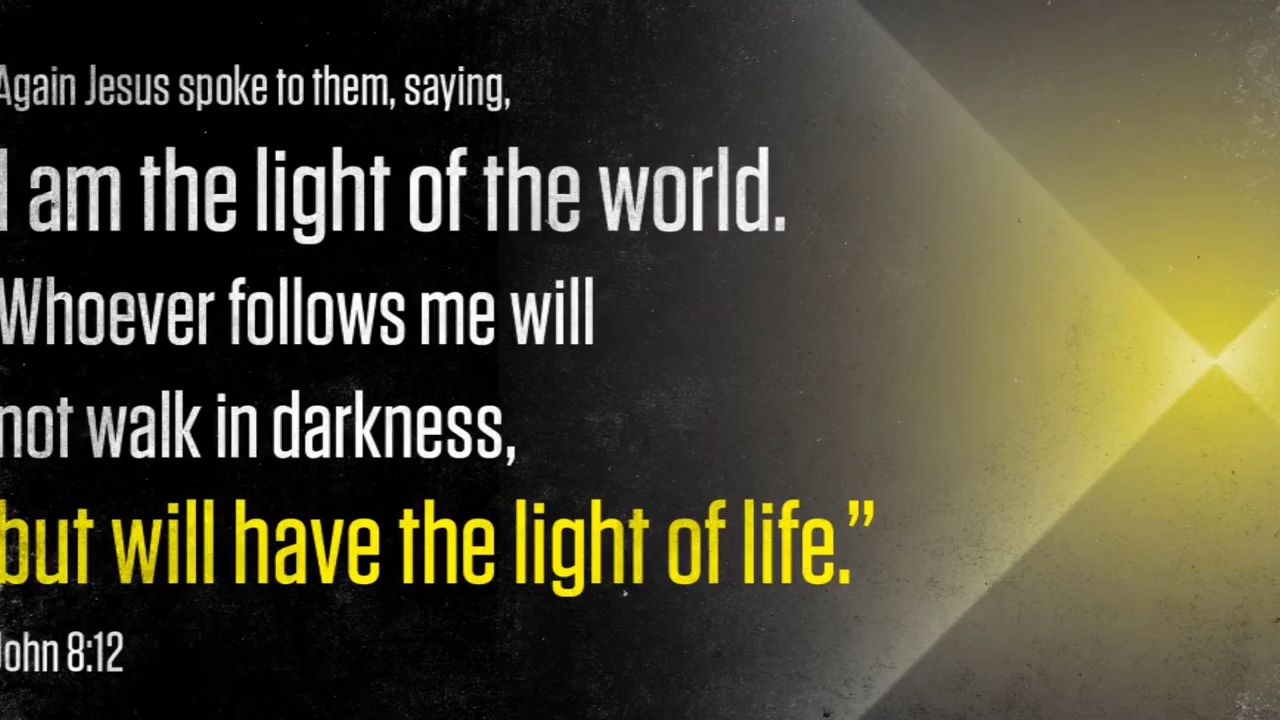 Again Jesus spoke to them, saying,
I am the light of the world.
Whoever follows me will
not walk in darkness,
but will have the light of life.”
John 8:12